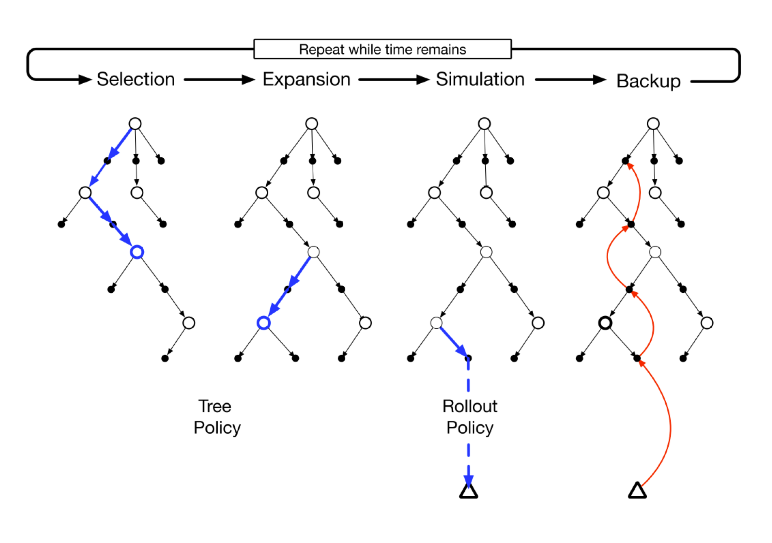 Repeat while time remains
Selection
Expansion
Simulation
Backup
Tree
Policy
Rollout
Policy